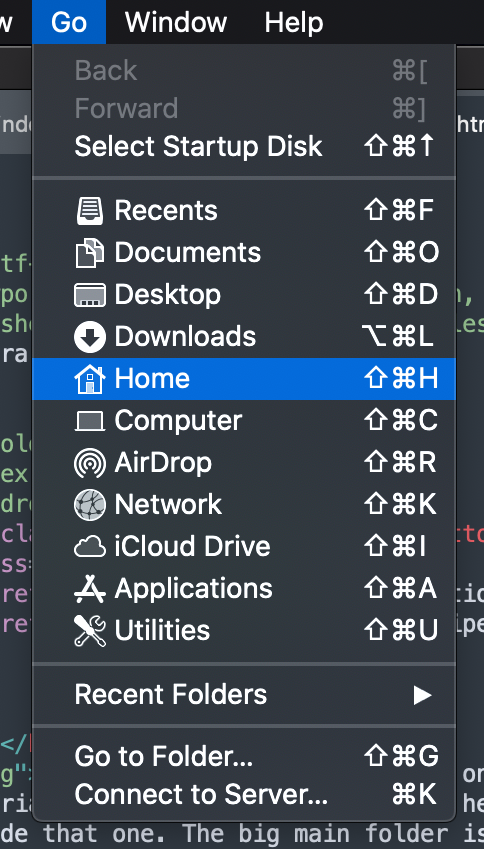 Go Window Help
Back ⌘[
Forward ⌘]
Select Startup Disk ⇧⌘↑
Recents ⇧⌘F
Documents ⇧⌘O
Desktop ⇧⌘D
Downloads ⌥⌘L
Home ⇧⌘H
Computer ⇧⌘C
AirDrop ⇧⌘R
Network ⇧⌘K
iCloud Drive ⇧⌘I
Applications ⇧⌘A
Utilities ⇧⌘U
Recent Folders ▶
Go to Folder... ⇧⌘G
Connect to Server... ⌘K
de that one. The big main folder is